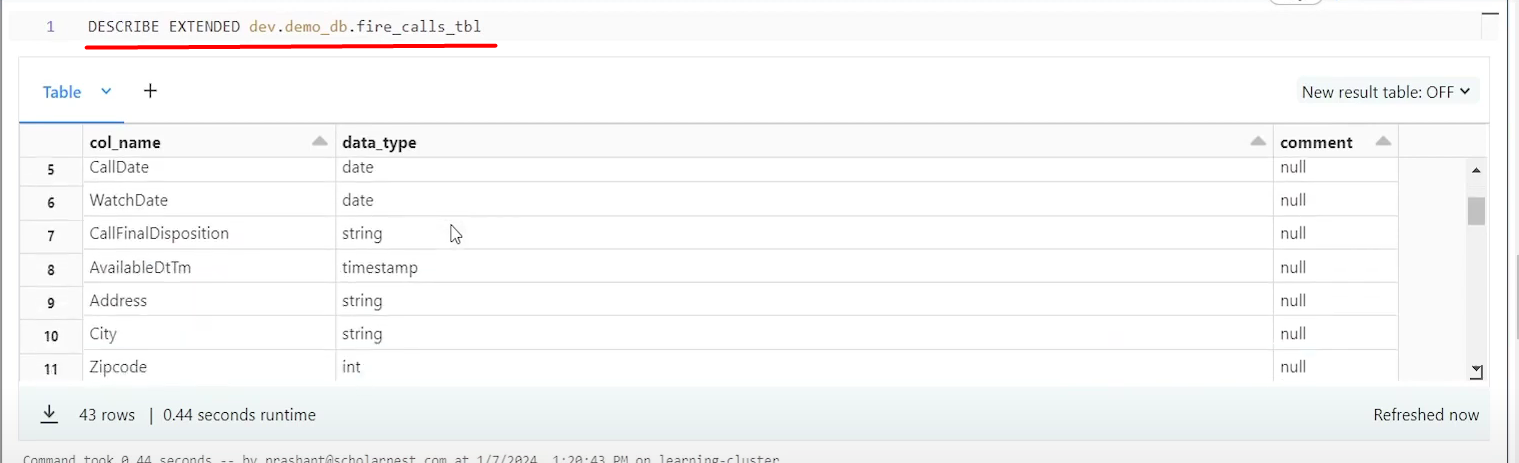 1 DESCRIBE EXTENDED dev.demo_db.fire_calls_tbl
Table
New result table: OFF
col_name data_type comment
5 CallDate date null
6 WatchDate date null
7 CallFinalDisposition string null
8 AvailableDtTm timestamp null
9 Address string null
10 City string null
11 Zipcode int null
43 rows | 0.44 seconds runtime Refreshed now
Command took 0.44 seconds -- by prashant@scholarnest.com at 1/7/2024, 1:20:43 PM on learning-cluster